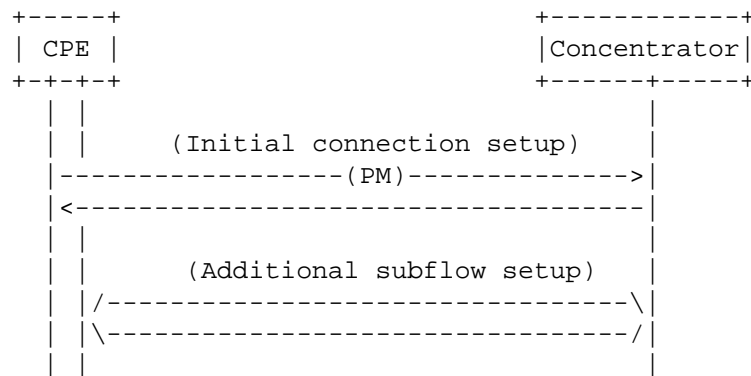 CPE
Concentrator
(Initial connection setup)
(PM)
(Additional subflow setup)